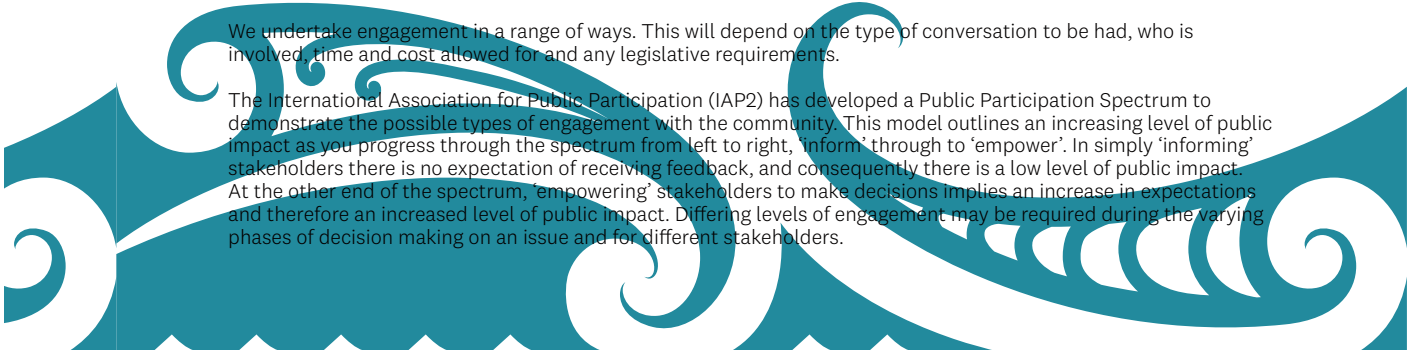 We undertake engagement in a range of ways. This will depend on the type of conversation to be had, who is
involved, time and cost allowed for and any legislative requirements.
The International Association for Public Participation (IAP2) has developed a Public Participation Spectrum to
demonstrate the possible types of engagement with the community. This model outlines an increasing level of public
impact as you progress through the spectrum from left to right, ‘inform’ through to ‘empower’. In simply ‘informing’
stakeholders there is no expectation of receiving feedback, and consequently there is a low level of public impact.
At the other end of the spectrum, ‘empowering’ stakeholders to make decisions implies an increase in expectations
and therefore an increased level of public impact. Differing levels of engagement may be required during the varying
phases of decision making on an issue and for different stakeholders.